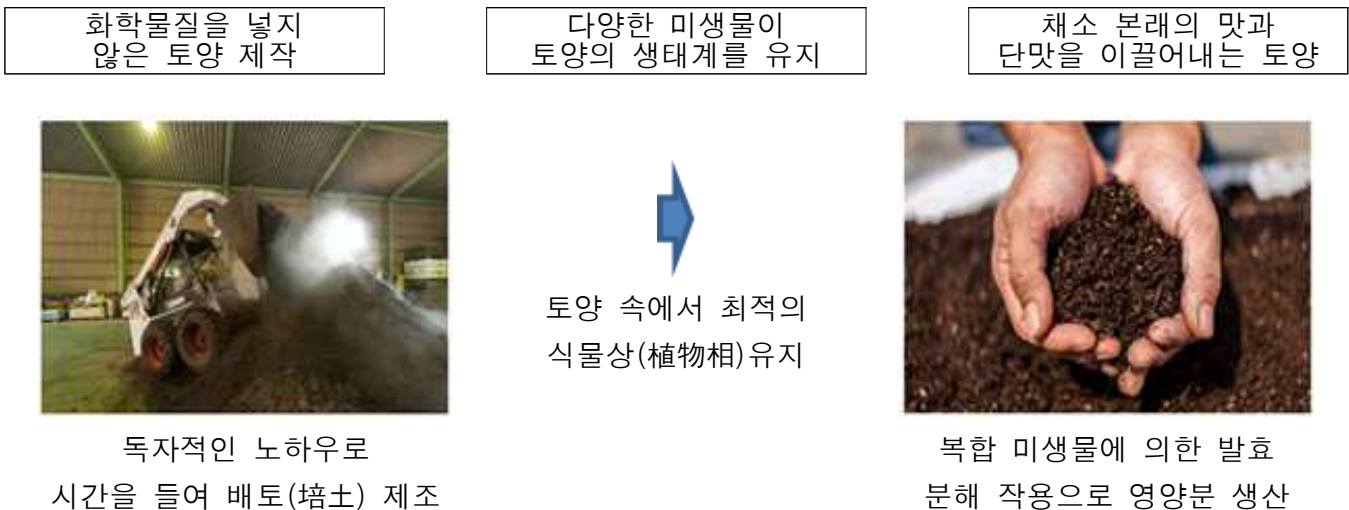 화학물질을 넣지
않은 토양 제작
다양한 미생물이
토양의 생태계를 유지
채소 본래의 맛과
단맛을 이끌어내는 토양
토양 속에서 최적의
식물상(植物相)유지
독자적인 노하우로
시간을 들여 배토(培土) 제조
복합 미생물에 의한 발효
분해 작용으로 영양분 생산